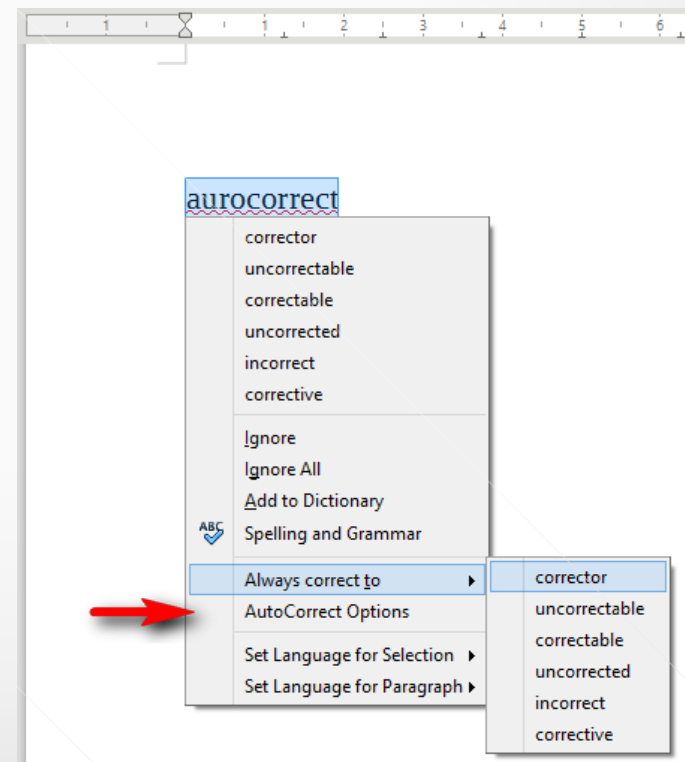 1 1 2 3 4 5 6
aurocorrect
corrector
uncorrectable
correctable
uncorrected
incorrect
corrective
Ignore
Ignore All
Add to Dictionary
ABC Spelling and Grammar
Always correct to
AutoCorrect Options
Set Language for Selection
Set Language for Paragraph
corrector
uncorrectable
correctable
uncorrected
incorrect
corrective